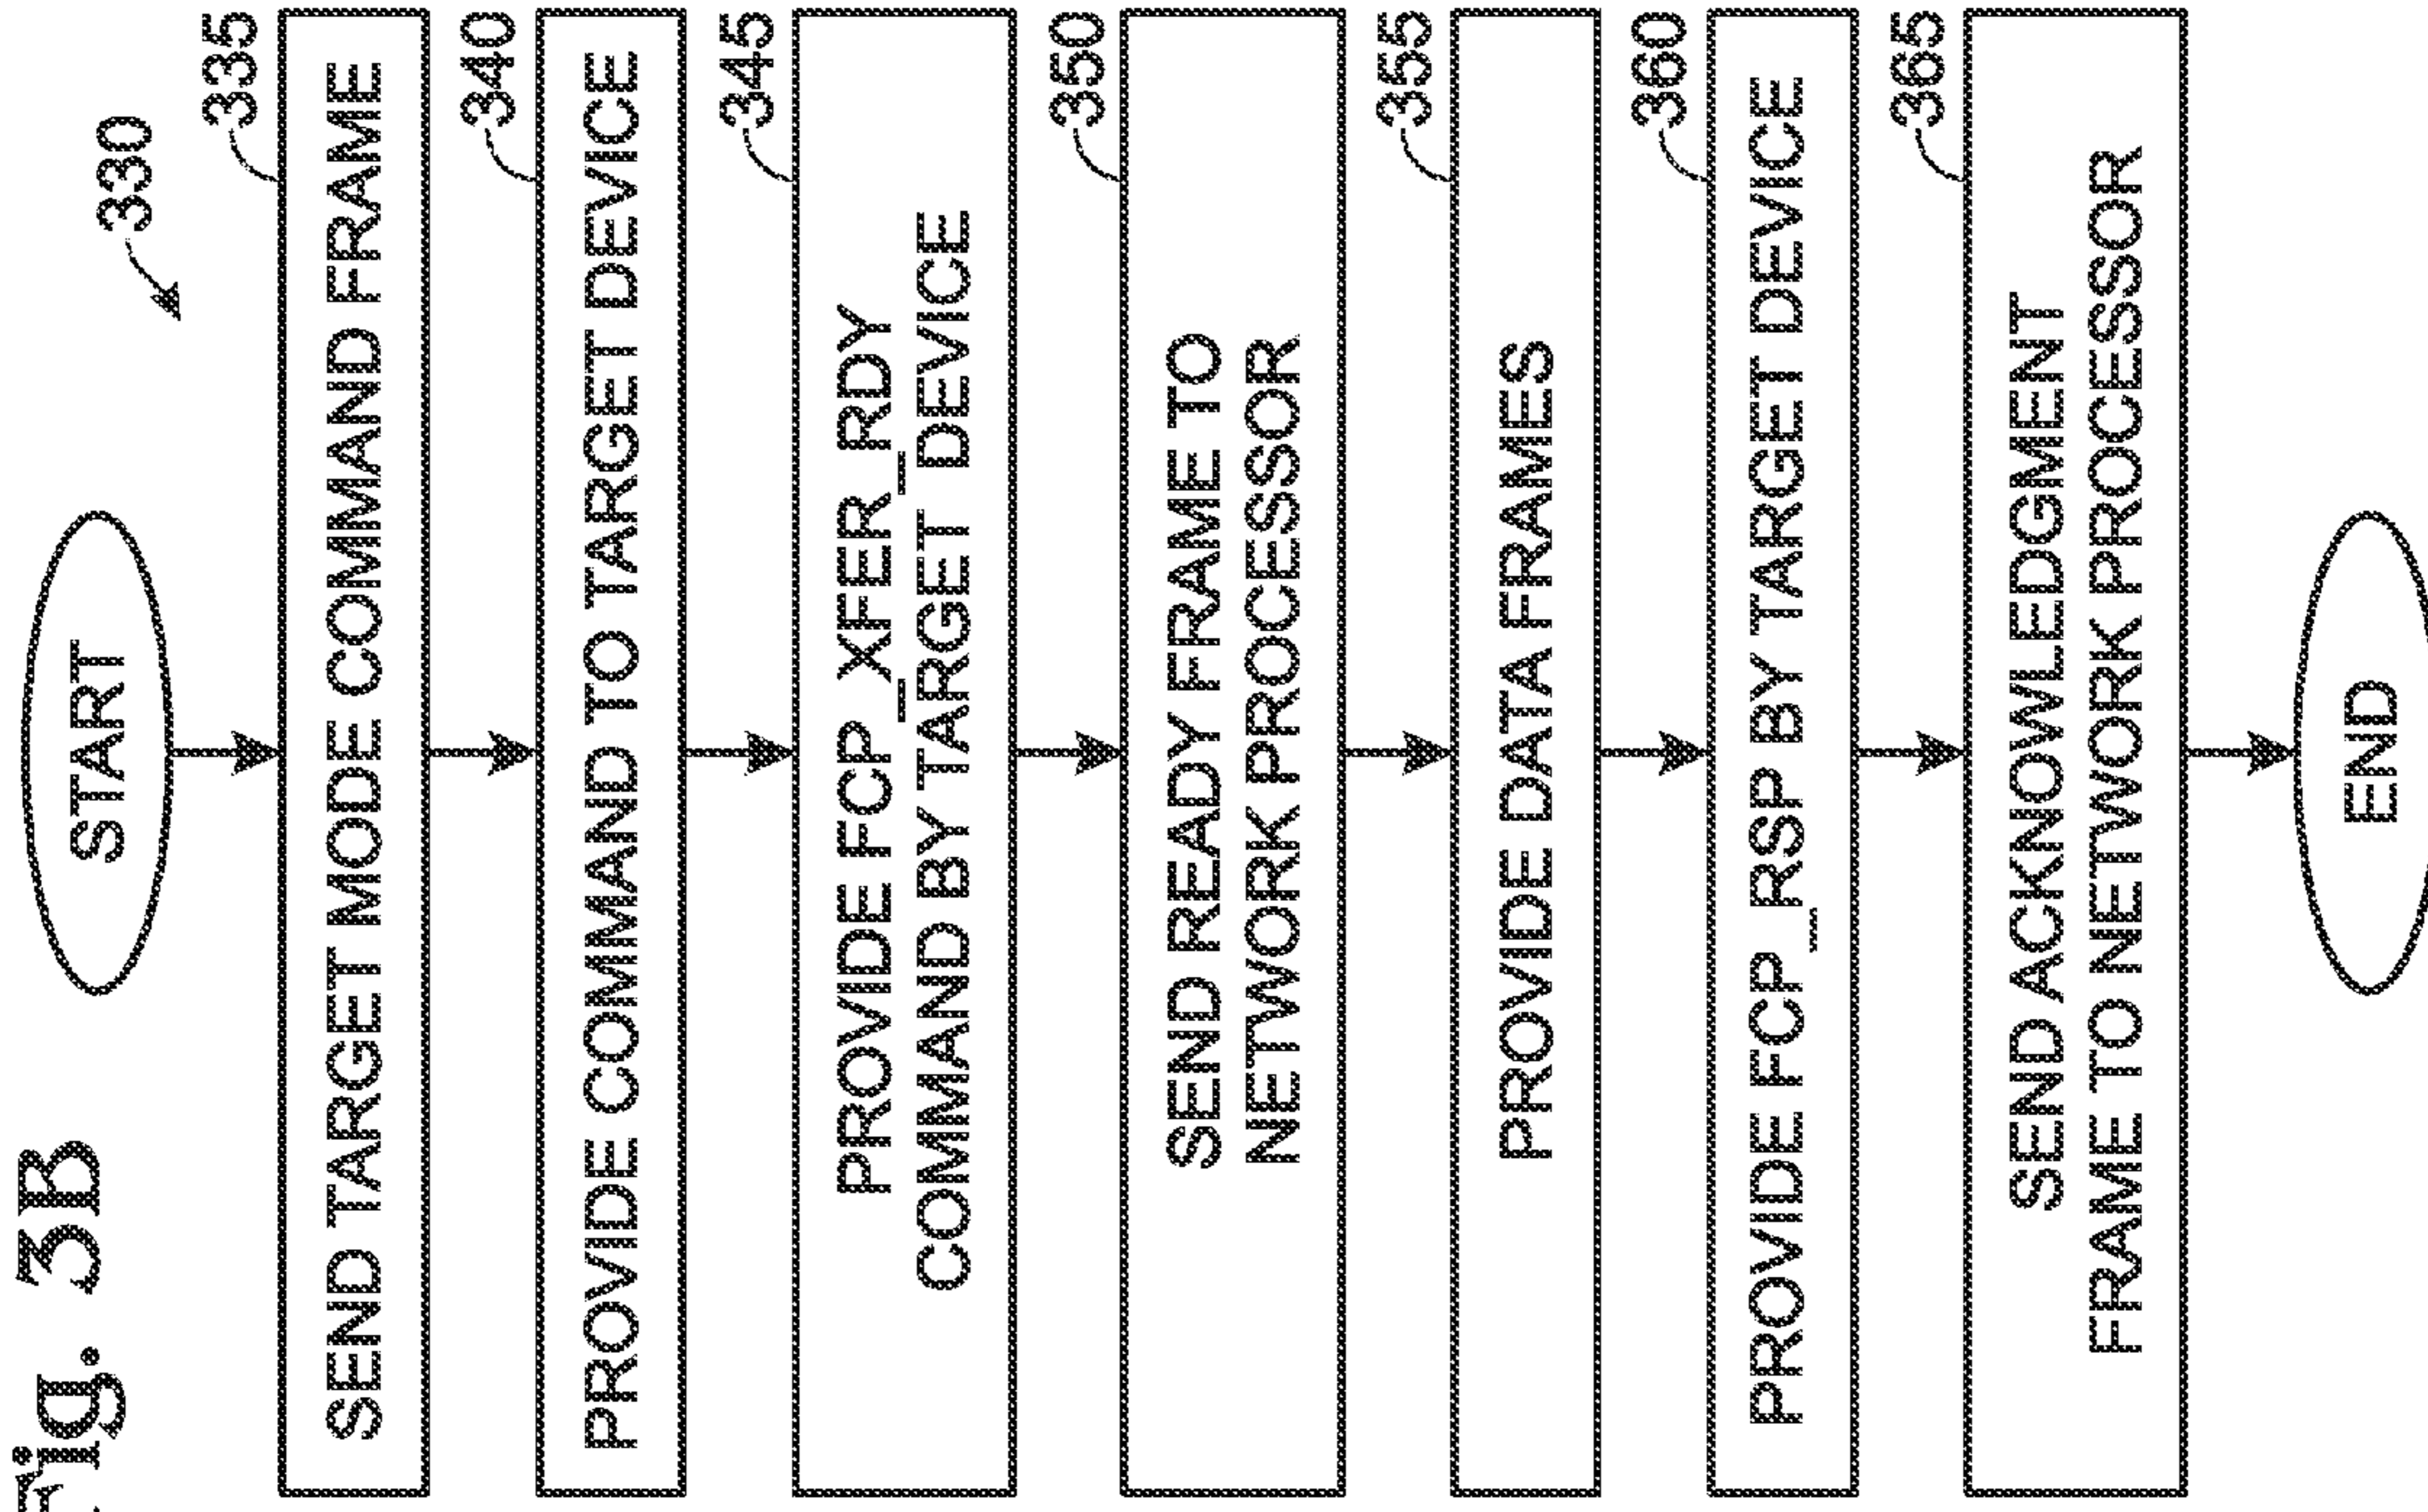 Fig. 3B
330
START
335
SEND TARGET MODE COMMAND FRAME
340
PROVIDE COMMAND TO TARGET DEVICE
345
PROVIDE FCP_XFER_RDY
COMMAND BY TARGET DEVICE
350
SEND READY FRAME TO
NETWORK PROCESSOR
355
PROVIDE DATA FRAMES
360
PROVIDE FCP_RSP BY TARGET DEVICE
365
SEND ACKNOWLEDGMENT
FRAME TO NETWORK PROCESSOR
END